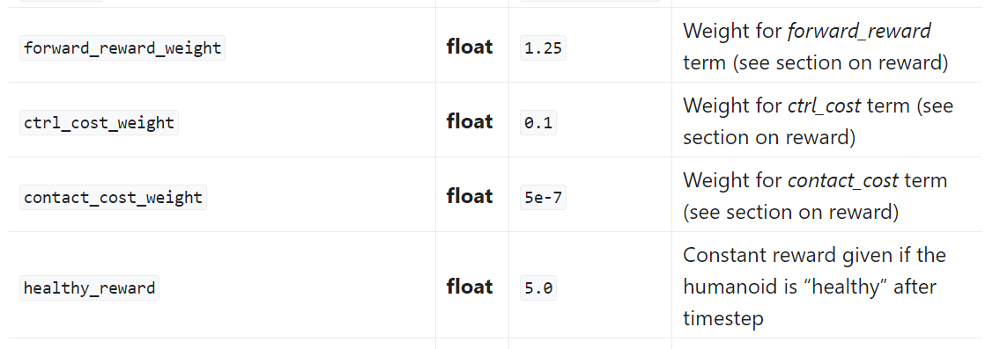 forward_reward_weight float 1.25 Weight for forward_reward
term (see section on reward)
ctrl_cost_weight float 0.1 Weight for ctrl_cost term (see
section on reward)
contact_cost_weight float 5e-7 Weight for contact_cost term
(see section on reward)
Constant reward given if the
healthy_reward float 5.0 humanoid is “healthy” after
timestep